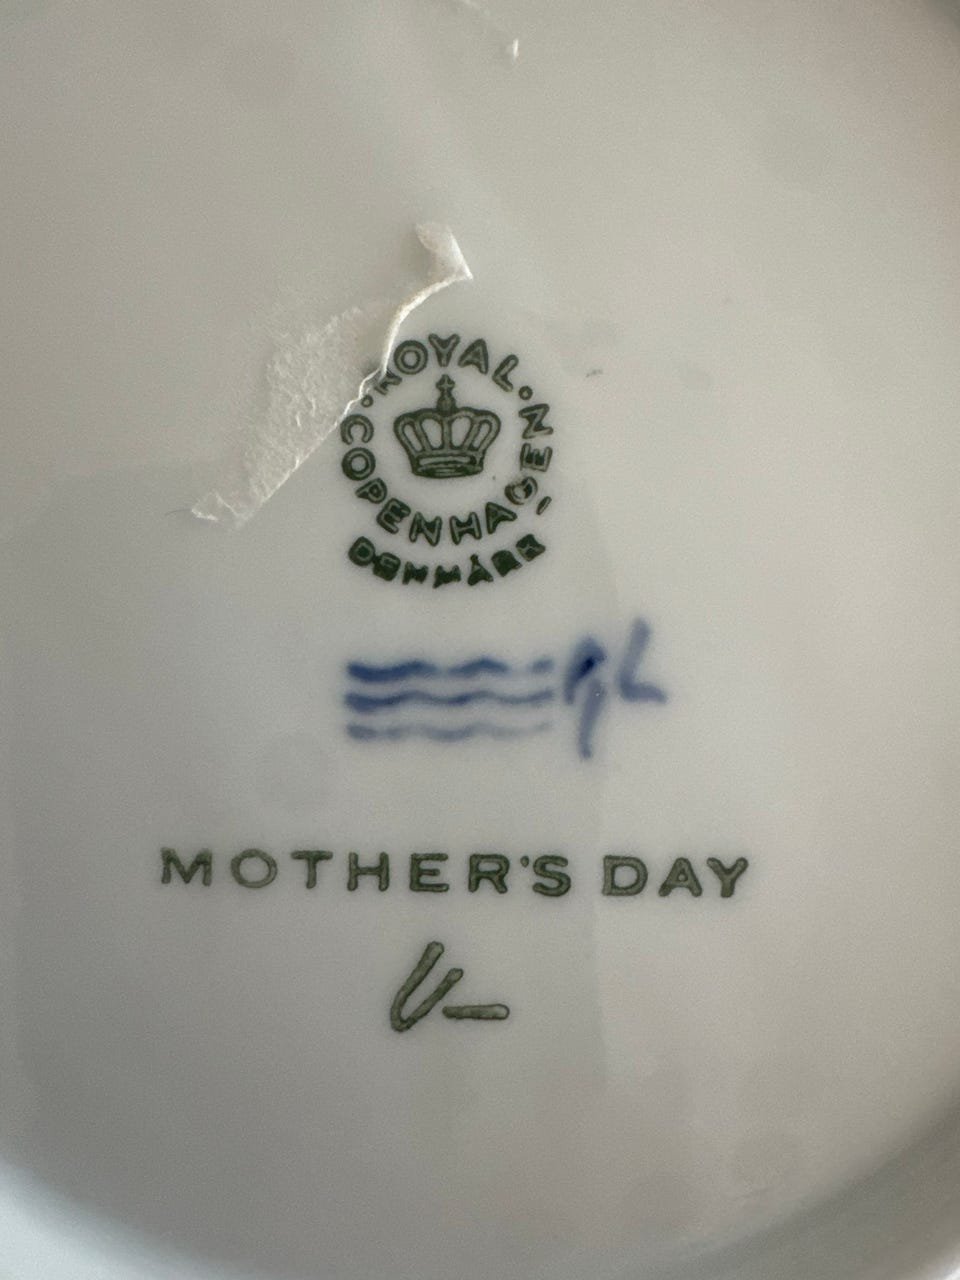 ROYAL
COPENHAGEN
DENMARK
MOTHER'S DAY